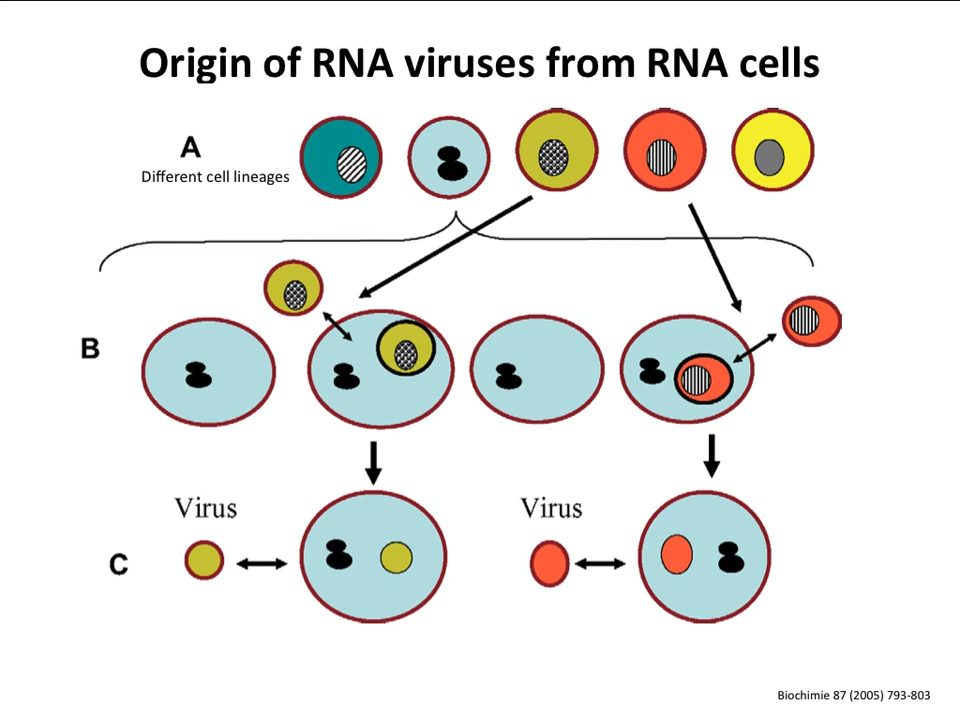 Origin of RNA viruses from RNA cells
A
Different cell lineages
B
Virus
Virus
C
Biochimie 87 (2005) 793-803